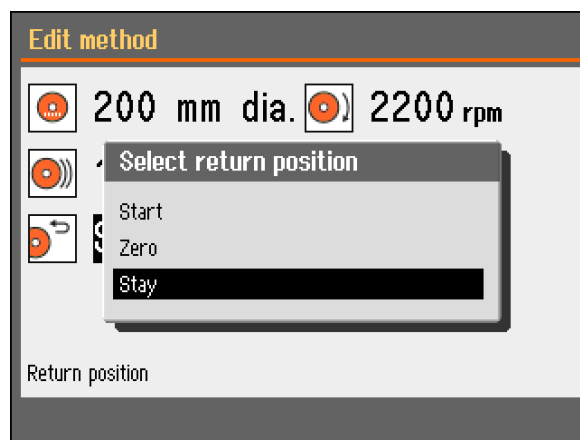 Edit method
200 mm dia. 2200 rpm
Select return position
Start
Zero
Stay
Return position